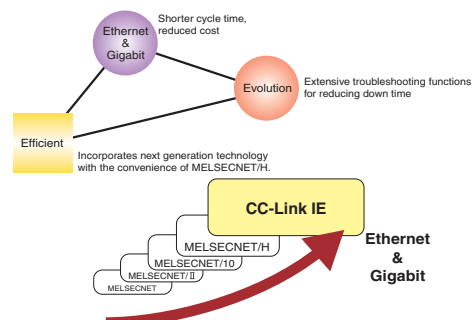 Ethernet
&
Gigabit
Shorter cycle time,
reduced cost
Evolution
Extensive troubleshooting functions
for reducing down time
Efficient
Incorporates next generation technology
with the convenience of MELSECNET/H.
CC-Link IE
MELSECNET/H
MELSECNET/10
MELSECNET/Ⅱ
MELSECNET
Ethernet
&
Gigabit